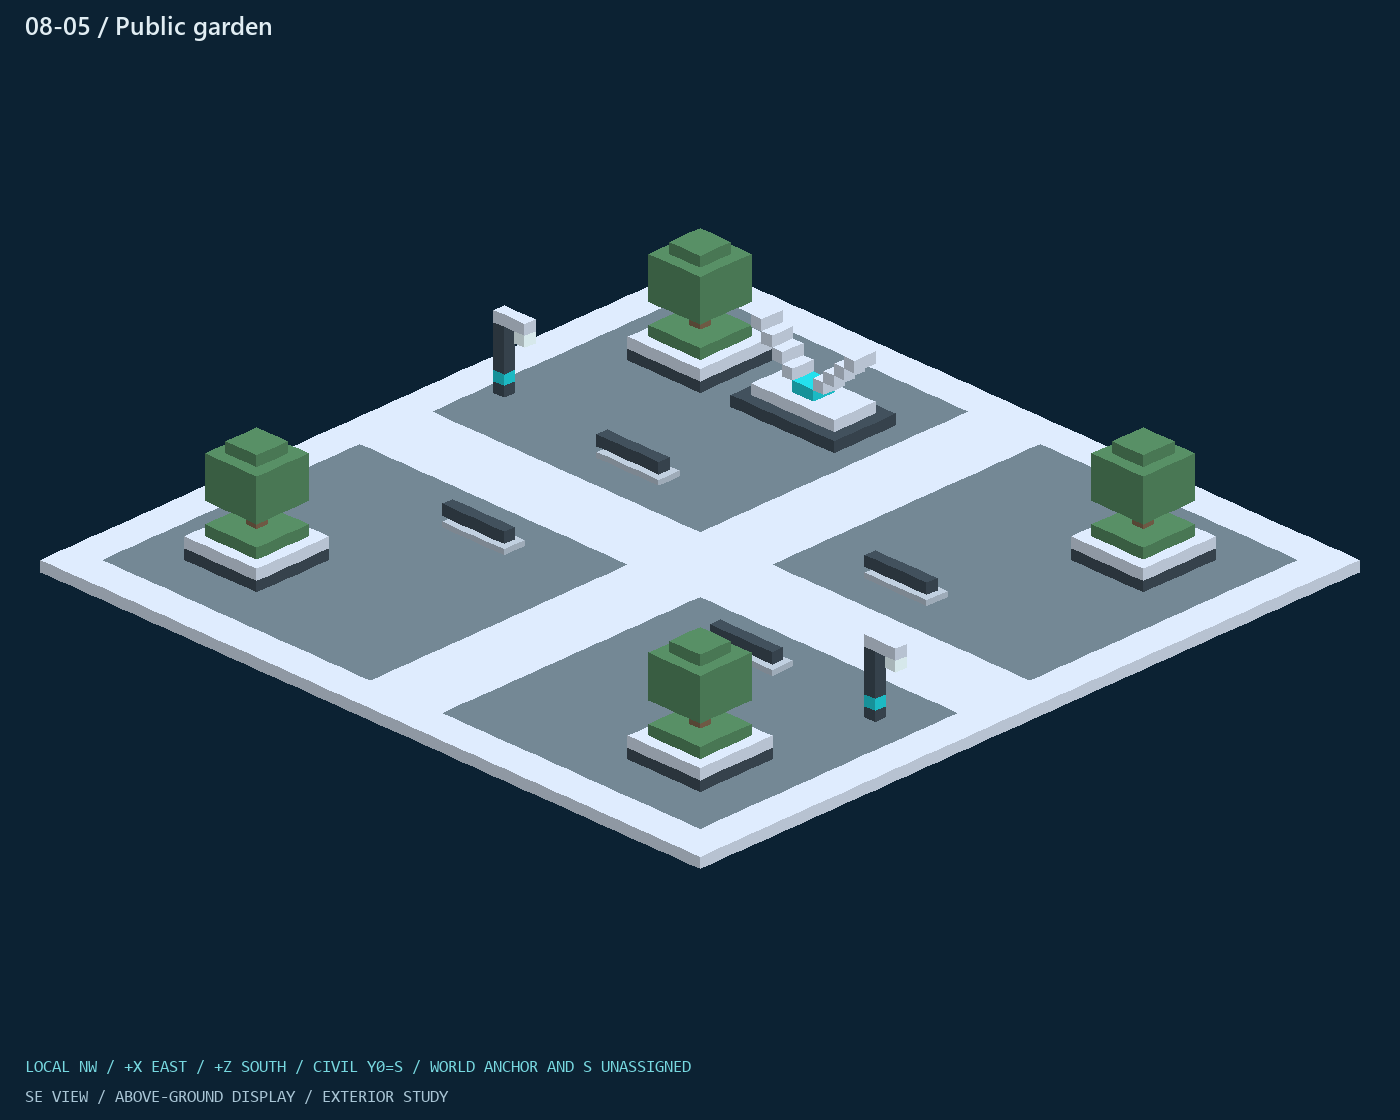 08-05 / Public garden
LOCAL NW / +X EAST / +Z SOUTH / CIVIL Y0=S / WORLD ANCHOR AND S UNASSIGNED
SE VIEW / ABOVE-GROUND DISPLAY / EXTERIOR STUDY